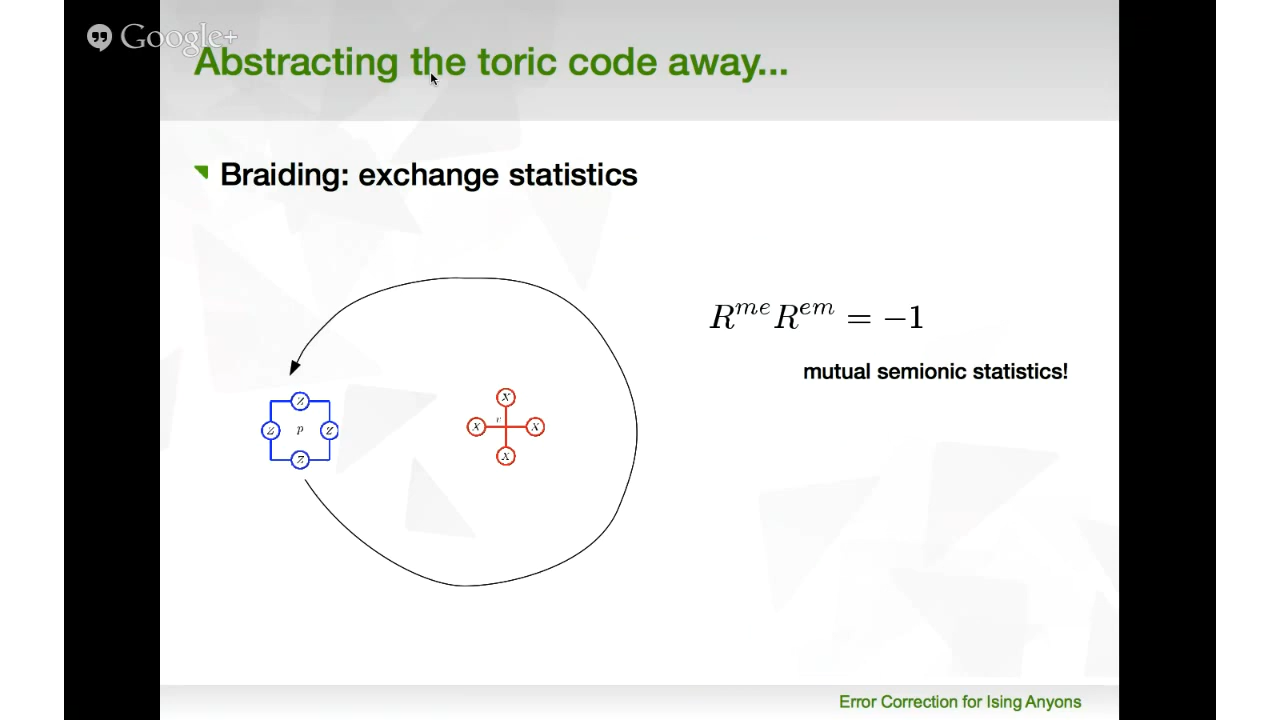 Google+
Abstracting the toric code away...
Braiding: exchange statistics
R^{me}R^{em} = −1
mutual semionic statistics!
Z
Z p Z
Z
X
X v X
X
Error Correction for Ising Anyons